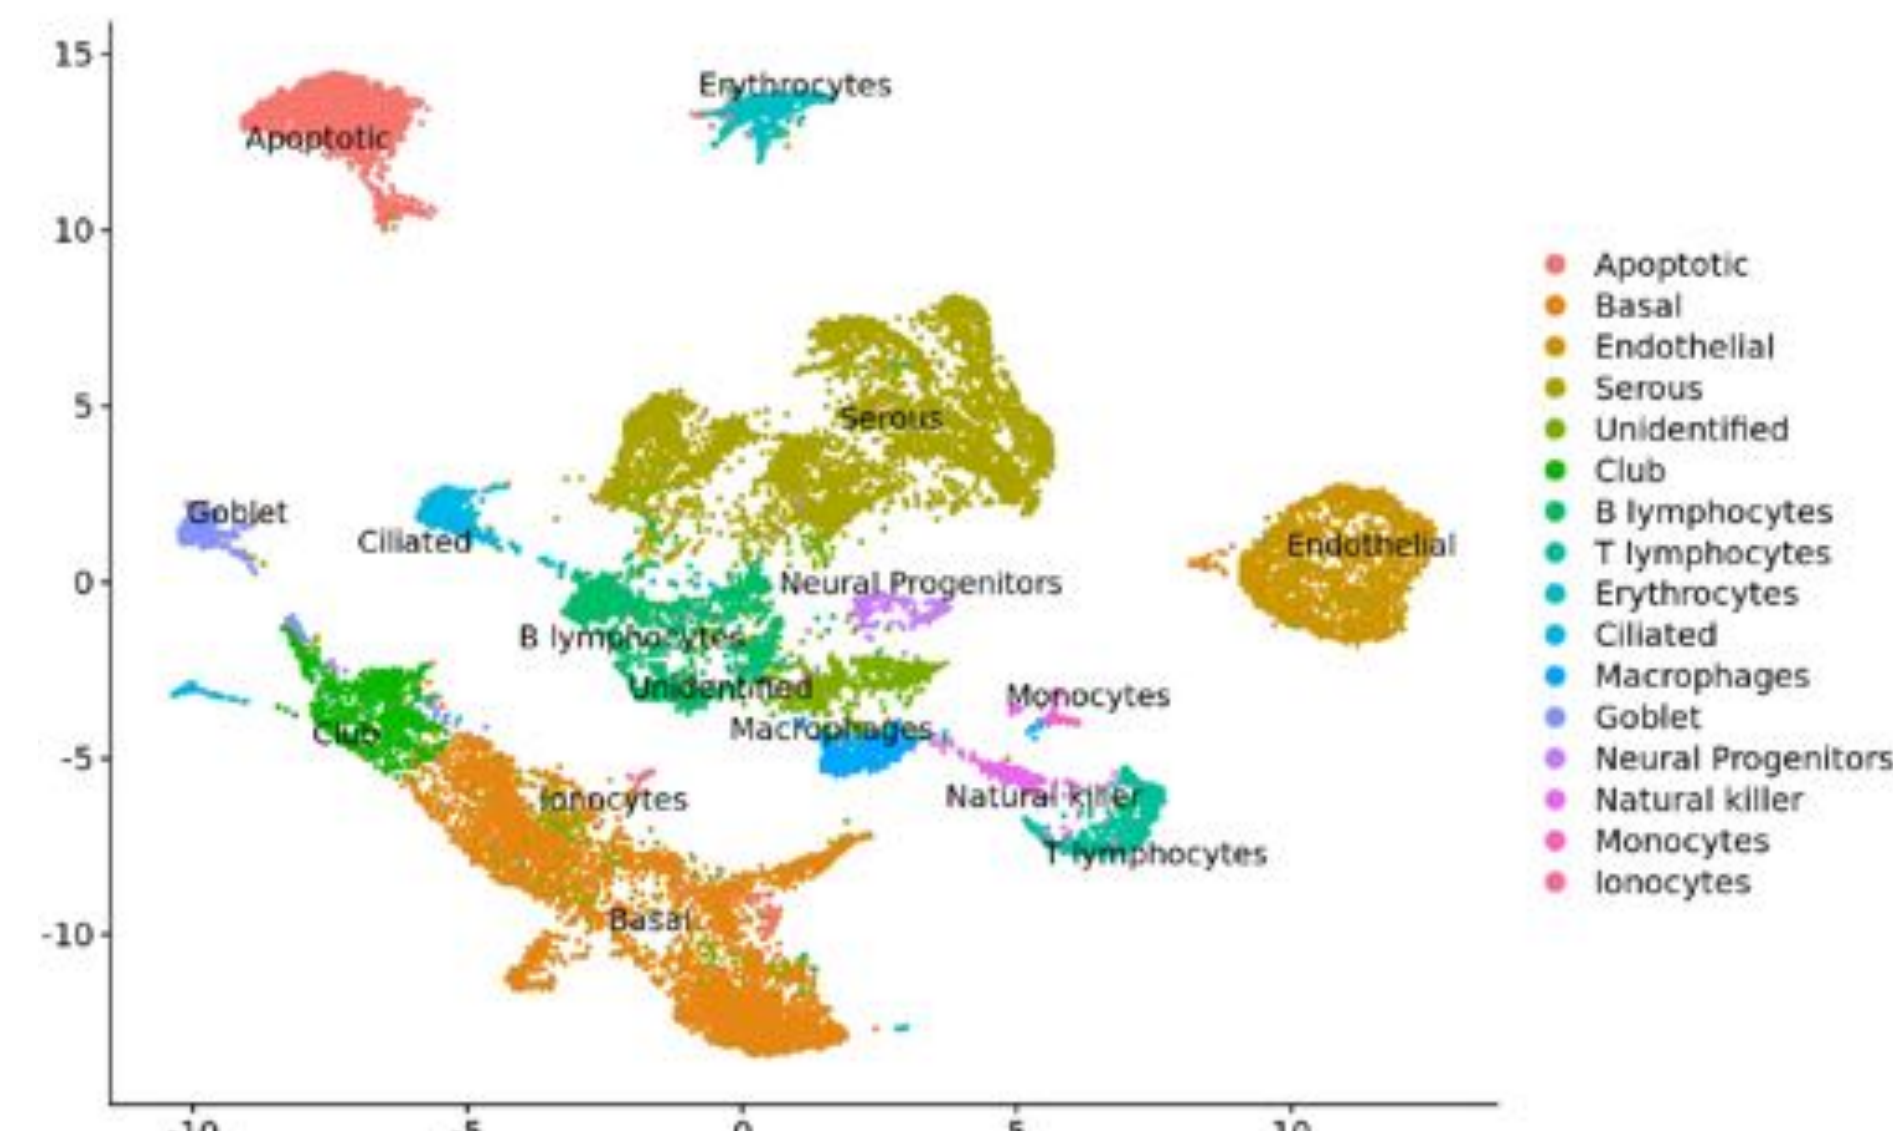 15
Erythrocytes
Apoptotic
10
5
Serous
Goblet
Ciliated
Endothelial
0
Neural Progenitors
B lymphocytes
Unidentified
Monocytes
Macrophages
Club
-5
Ionocytes
Natural killer
T lymphocytes
Basal
-10
-10
-5
0
5
10
Apoptotic
Basal
Endothelial
Serous
Unidentified
Club
B lymphocytes
T lymphocytes
Erythrocytes
Ciliated
Macrophages
Goblet
Neural Progenitors
Natural killer
Monocytes
Ionocytes